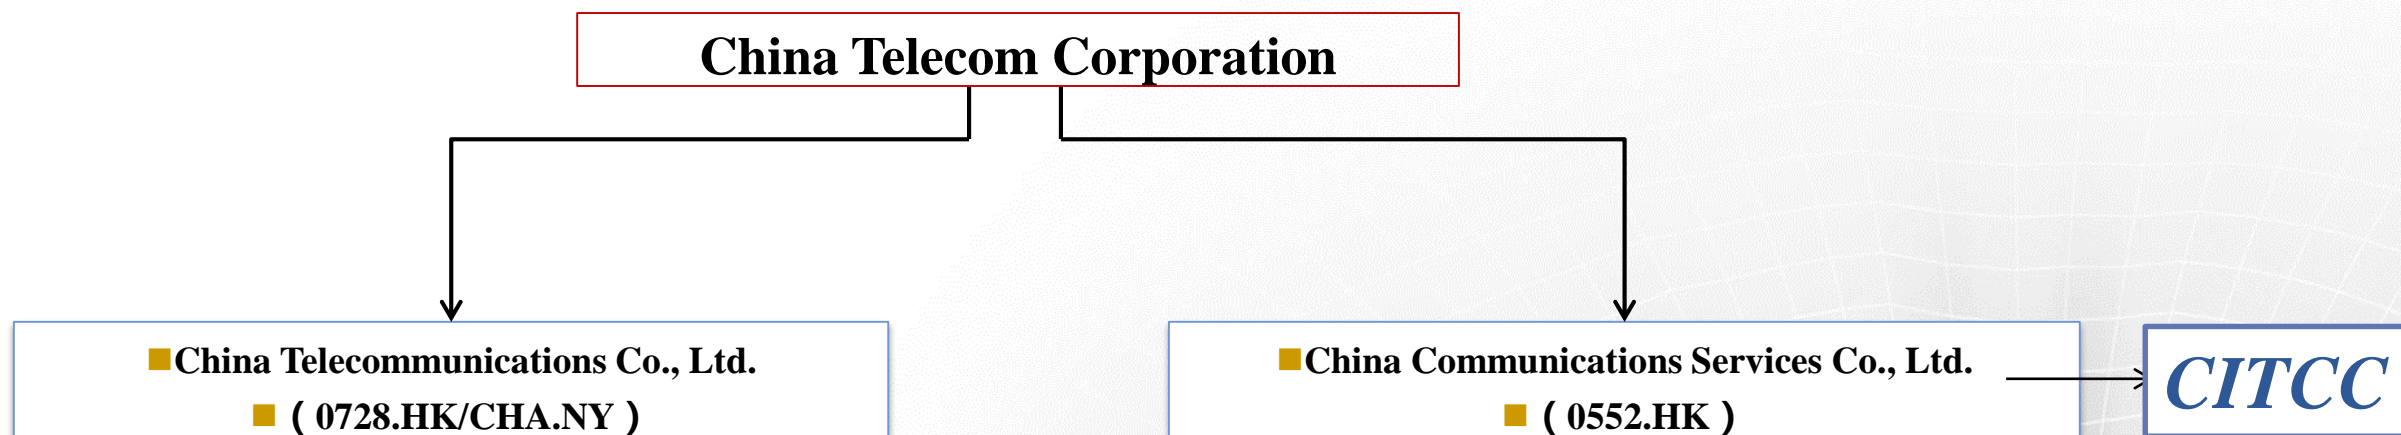 China Telecom Corporation
■China Telecommunications Co., Ltd.
■（0728.HK/CHA.NY）
■China Communications Services Co., Ltd.
■（0552.HK）
CITCC